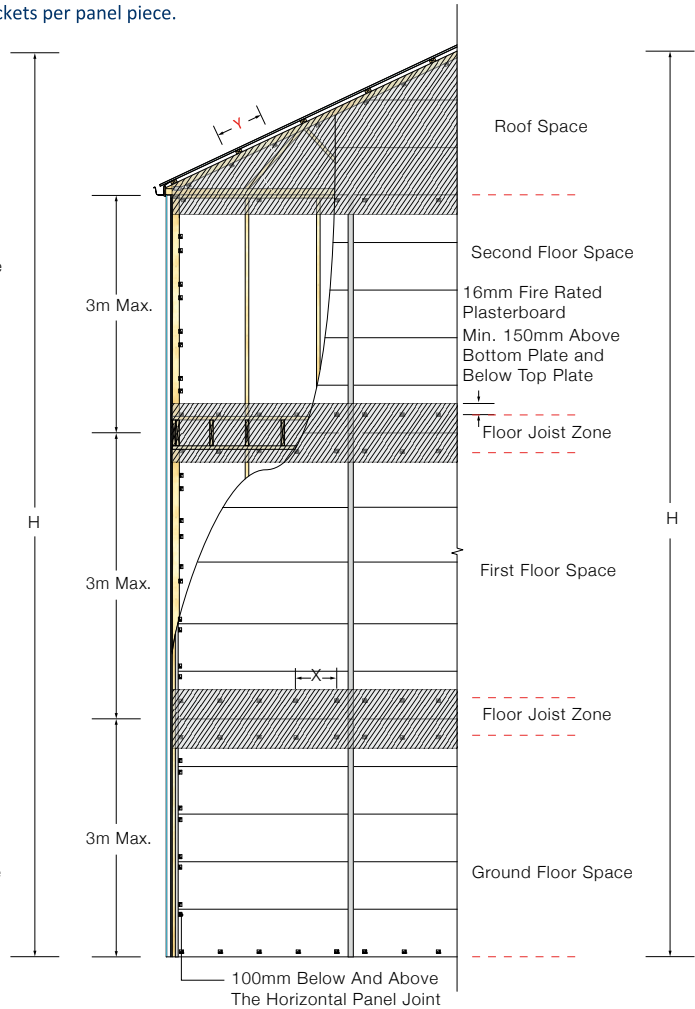 ckets per panel piece.
Y
Roof Space
Second Floor Space
e
16mm Fire Rated
Plasterboard
3m Max.
Min. 150mm Above
Bottom Plate and
Below Top Plate
Floor Joist Zone
H
H
3m Max.
First Floor Space
X
Floor Joist Zone
3m Max.
e
Ground Floor Space
100mm Below And Above
The Horizontal Panel Joint